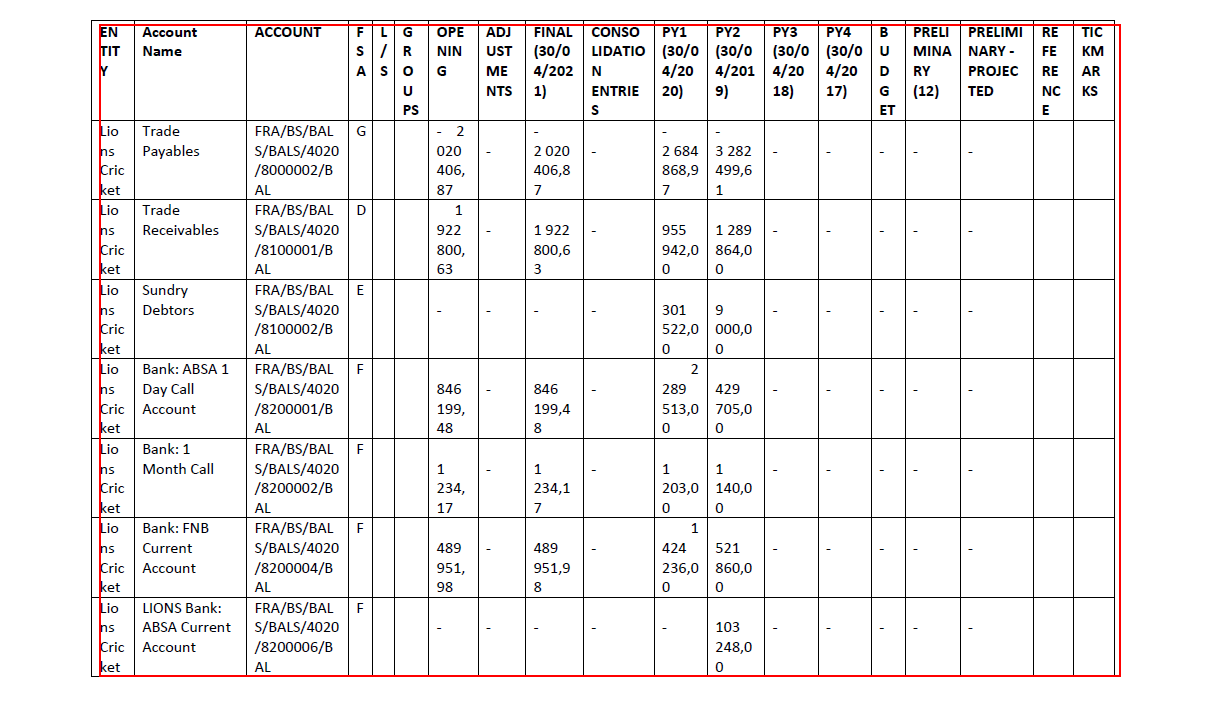 ENTITY Account Name ACCOUNT FSA L/S GROUPS OPENING ADJUSTMENTS FINAL (30/04/2021) CONSOLIDATION ENTRIES PY1 (30/04/2020) PY2 (30/04/2019) PY3 (30/04/2018) PY4 (30/04/2017) BUDGET PRELIMINARY (12) PRELIMINARY - PROJECTED REFERENCE TICKMARKS
Lions Cricket Trade Payables FRA/BS/BALS/BALS/4020/8000002/BAL G - 2 020 406,87 - - 2 020 406,87 - - 2 684 868,97 - 3 282 499,61 - - - - -
Lions Cricket Trade Receivables FRA/BS/BALS/BALS/4020/8100001/BAL D 1 922 800,63 - 1 922 800,63 - 955 942,00 1 289 864,00 - - - - -
Lions Cricket Sundry Debtors FRA/BS/BALS/BALS/4020/8100002/BAL E - - - - 301 522,00 9 000,00 - - - - -
Lions Cricket Bank: ABSA 1 Day Call Account FRA/BS/BALS/BALS/4020/8200001/BAL F 846 199,48 - 846 199,48 - 2 289 513,00 429 705,00 - - - - -
Lions Cricket Bank: 1 Month Call FRA/BS/BALS/BALS/4020/8200002/BAL F 1 234,17 - 1 234,17 - 1 203,00 1 140,00 - - - - -
Lions Cricket Bank: FNB Current Account FRA/BS/BALS/BALS/4020/8200004/BAL F 489 951,98 - 489 951,98 - 1 424 236,00 521 860,00 - - - - -
Lions Cricket LIONS Bank: ABSA Current Account FRA/BS/BALS/BALS/4020/8200006/BAL F - - - - - 103 248,00 - - - - -